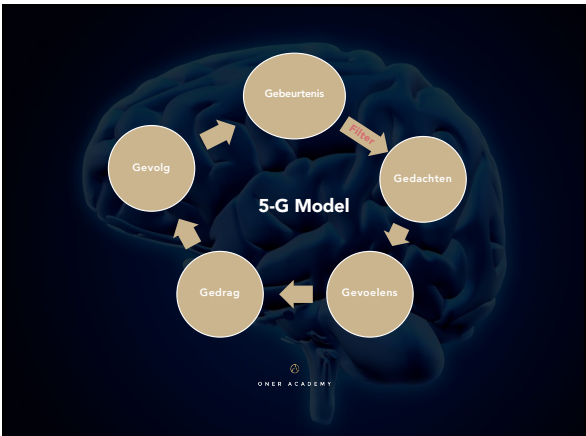 Gebeurtenis
Filter
Gedachten
Gevolg
5-G Model
Gedrag
Gevoelens
ONER ACADEMY